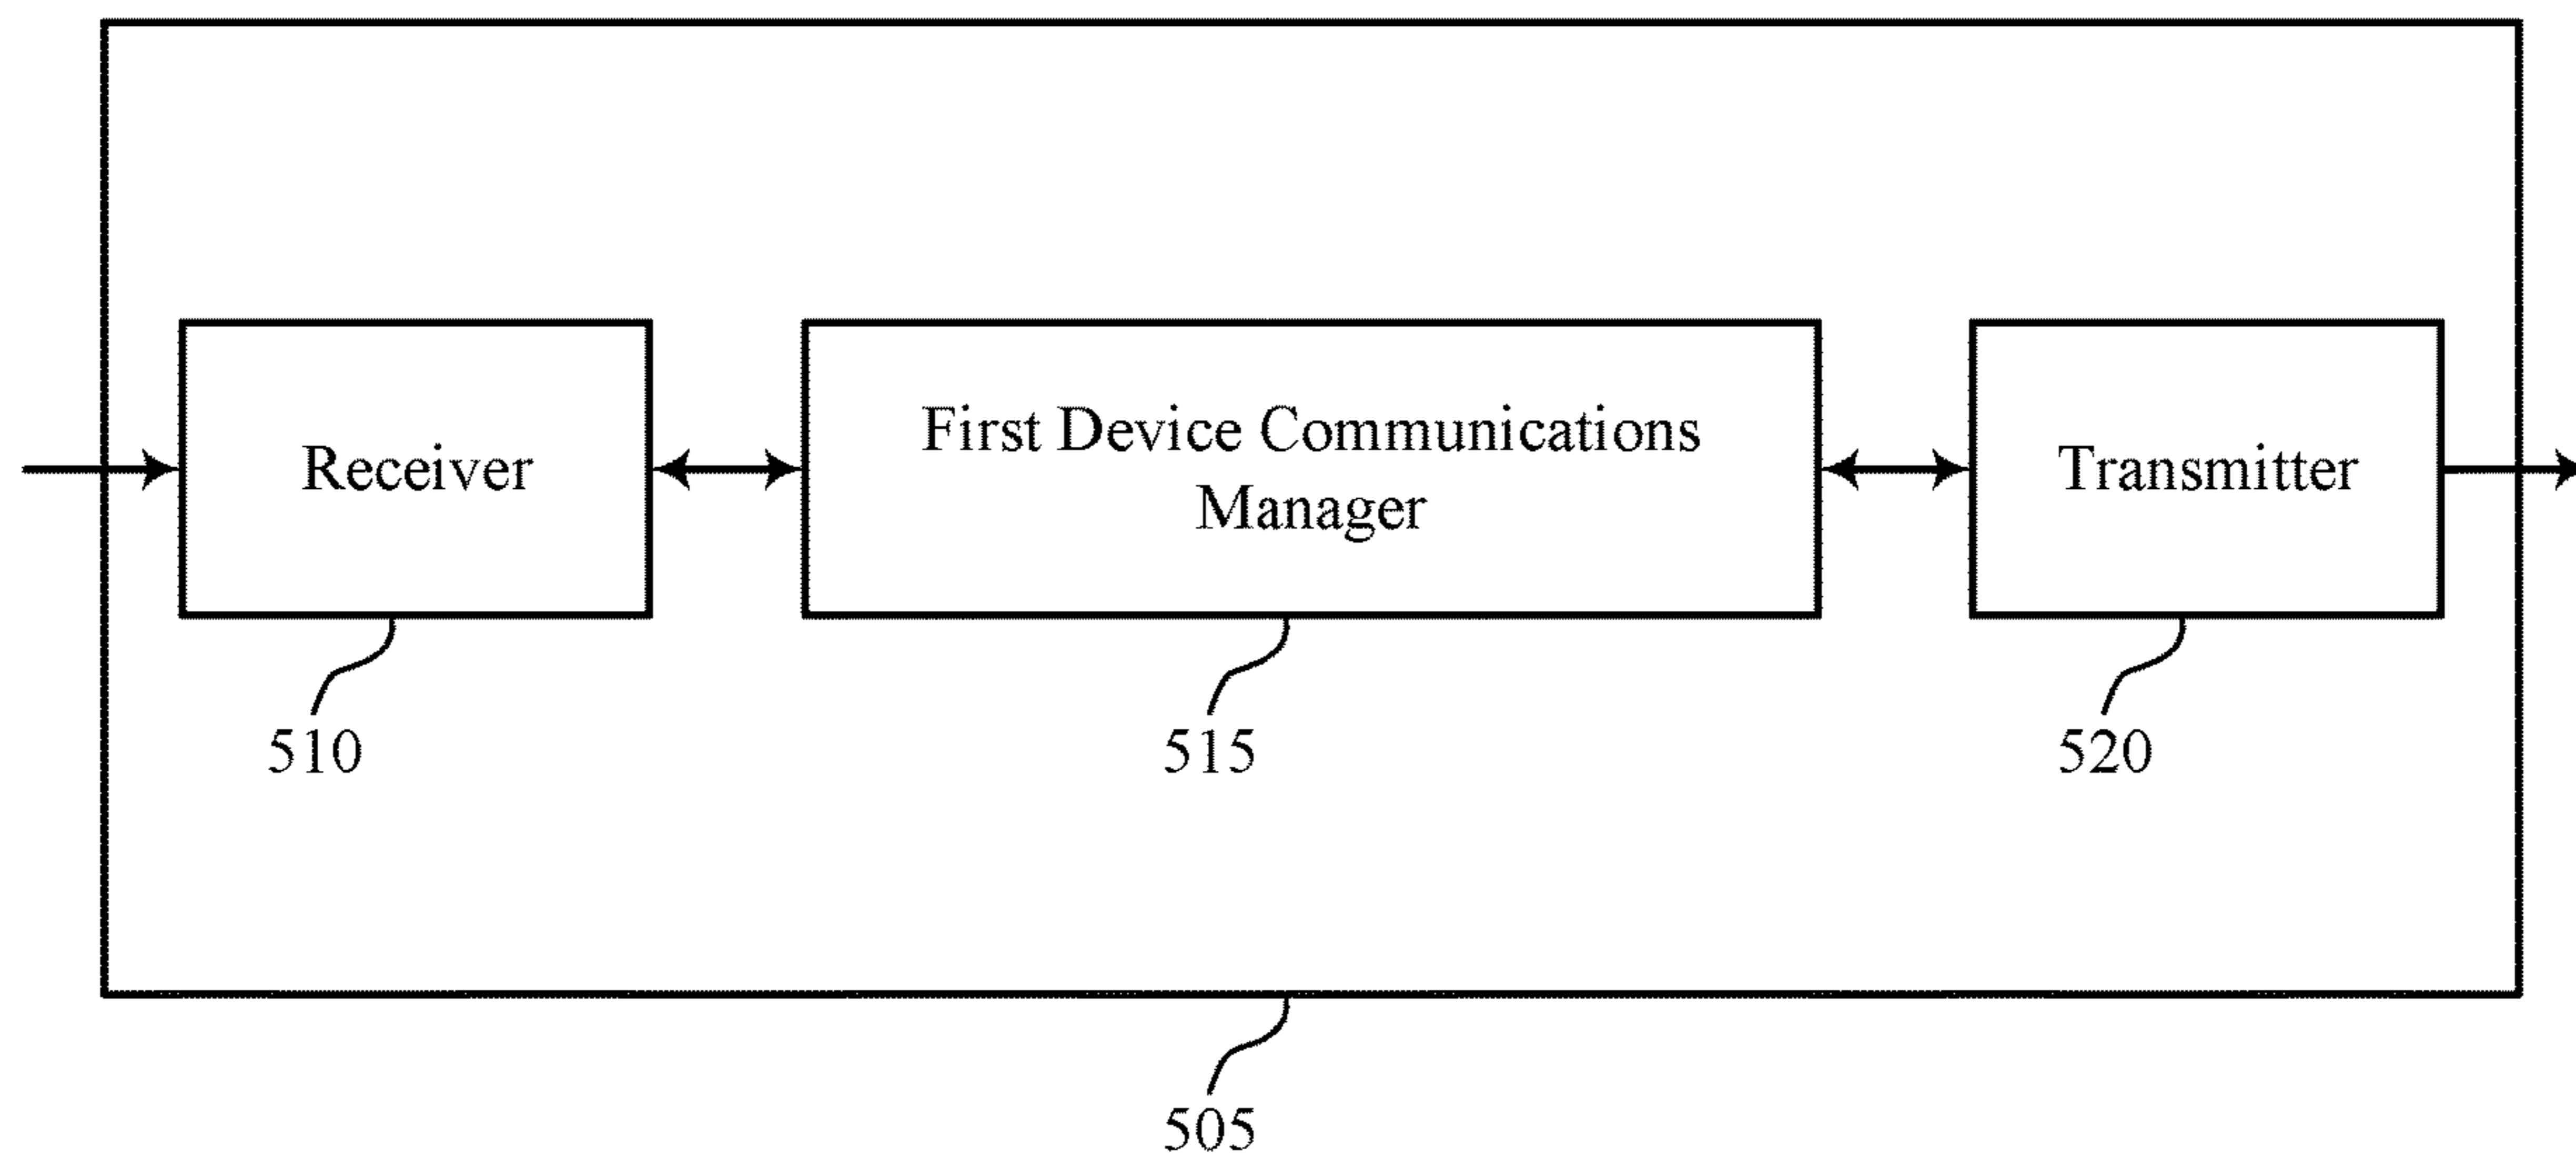 Receiver
First Device Communications
Manager
Transmitter
510
515
520
505